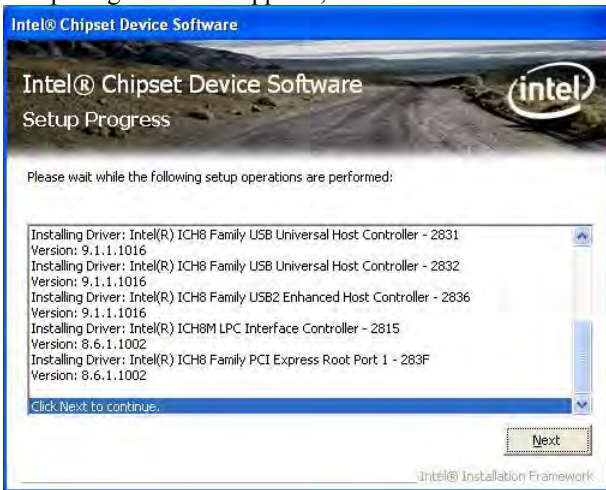 Intel® Chipset Device Software
Intel® Chipset Device Software
intel
Setup Progress
Please wait while the following setup operations are performed:
Installing Driver: Intel(R) ICH8 Family USB Universal Host Controller - 2831
Version: 9.1.1.1016
Installing Driver: Intel(R) ICH8 Family USB Universal Host Controller - 2832
Version: 9.1.1.1016
Installing Driver: Intel(R) ICH8 Family USB2 Enhanced Host Controller - 2836
Version: 9.1.1.1016
Installing Driver: Intel(R) ICH8M LPC Interface Controller - 2815
Version: 8.6.1.1002
Installing Driver: Intel(R) ICH8 Family PCI Express Root Port 1 - 283F
Version: 8.6.1.1002
Click Next to continue.
Next
Intel® Installation Framework